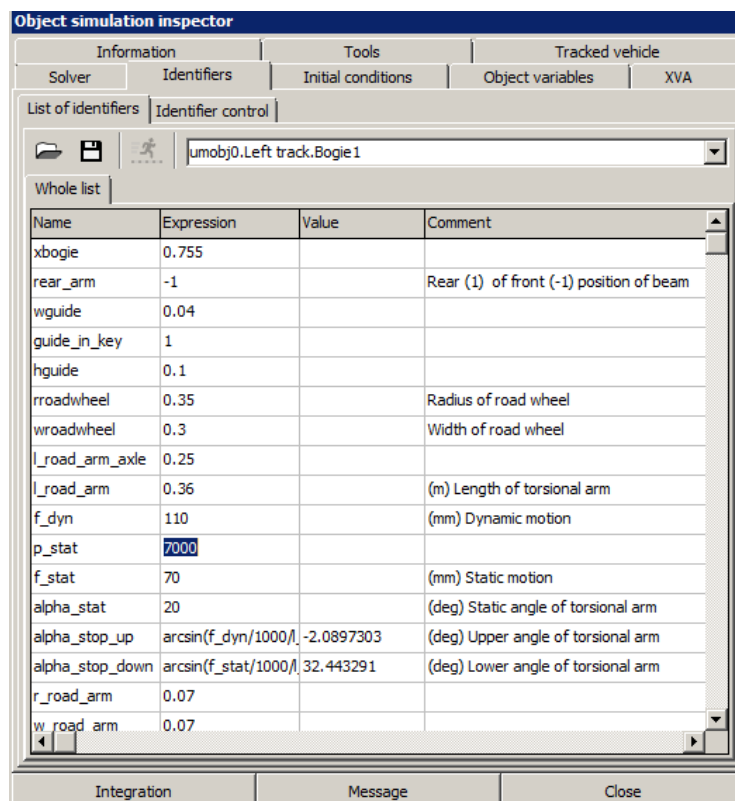 Object simulation inspector
Information Tools Tracked vehicle
Solver Identifiers Initial conditions Object variables XVA
List of identifiers Identifier control
umobj0.Left track.Bogie1
Whole list
Name Expression Value Comment
xbogie 0.755
rear_arm -1 Rear (1) of front (-1) position of beam
wguide 0.04
guide_in_key 1
hguide 0.1
rroadwheel 0.35 Radius of road wheel
wroadwheel 0.3 Width of road wheel
l_road_arm_axle 0.25
l_road_arm 0.36 (m) Length of torsional arm
f_dyn 110 (mm) Dynamic motion
p_stat 7000
f_stat 70 (mm) Static motion
alpha_stat 20 (deg) Static angle of torsional arm
alpha_stop_up arcsin(f_dyn/1000/l_ -2.0897303 (deg) Upper angle of torsional arm
alpha_stop_down arcsin(f_stat/1000/l_ 32.443291 (deg) Lower angle of torsional arm
r_road_arm 0.07
w_road_arm 0.07
Integration Message Close